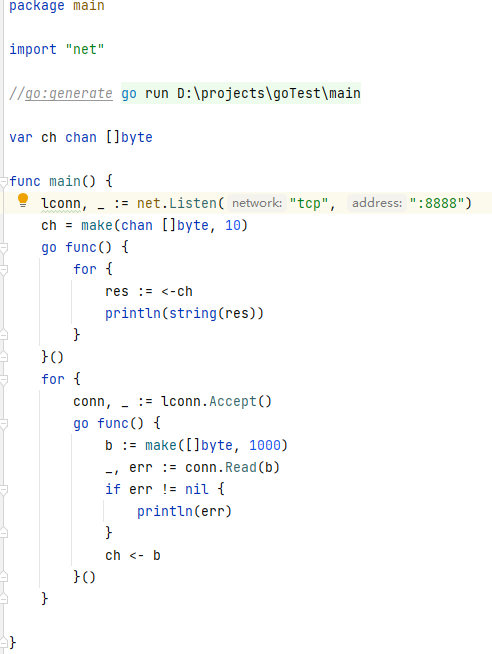 package main
import "net"
//go:generate go run D:\projects\goTest\main
var ch chan []byte
func main() {
lconn, _ := net.Listen( network: "tcp", address: ":8888")
ch = make(chan []byte, 10)
go func() {
for {
res := <-ch
println(string(res))
}
}()
for {
conn, _ := lconn.Accept()
go func() {
b := make([]byte, 1000)
_, err := conn.Read(b)
if err != nil {
println(err)
}
ch <- b
}()
}
}